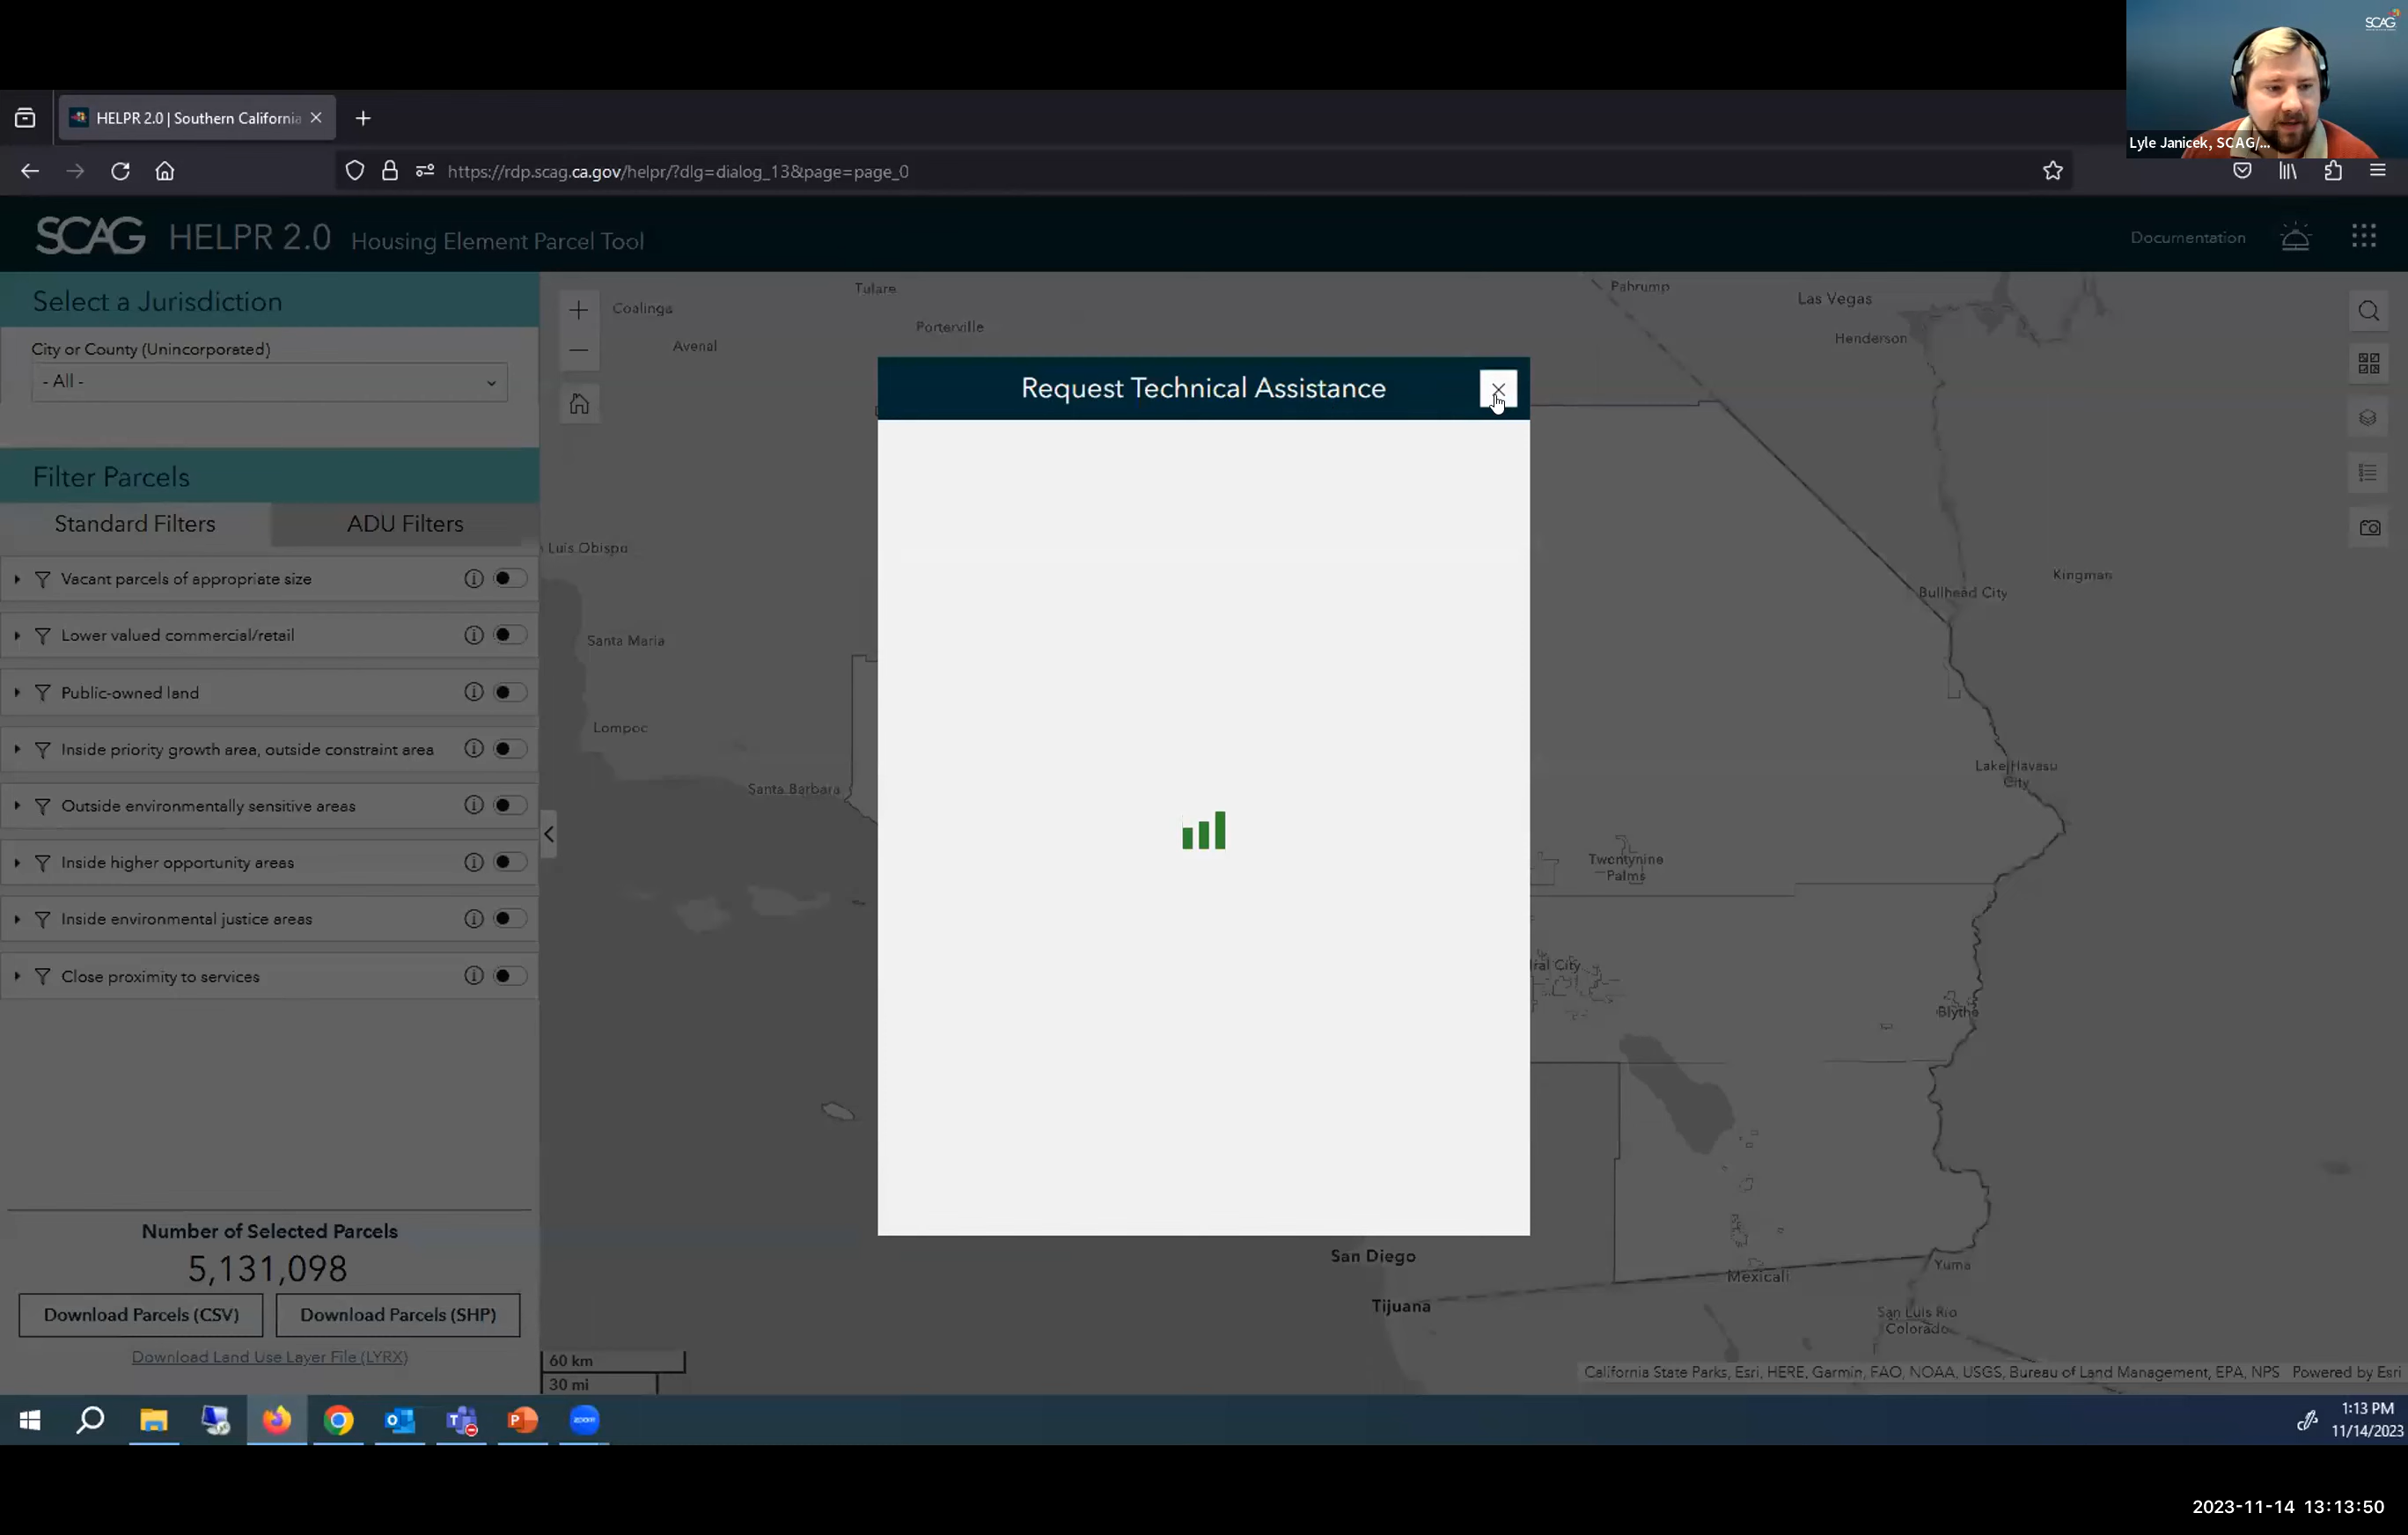 SCAG
Lyle Janicek, SCAG/...
HELPR 2.0 | Southern California
https://rdp.scag.ca.gov/helpr/?dlg=dialog_13&page=page_0
SCAG HELPR 2.0 Housing Element Parcel Tool
Documentation
Select a Jurisdiction
City or County (Unincorporated)
- All -
Filter Parcels
Standard Filters
ADU Filters
Vacant parcels of appropriate size
Lower valued commercial/retail
Public-owned land
Inside priority growth area, outside constraint area
Outside environmentally sensitive areas
Inside higher opportunity areas
Inside environmental justice areas
Close proximity to services
Number of Selected Parcels
5,131,098
Download Parcels (CSV)
Download Parcels (SHP)
Download Land Use Layer File (LYRX)
Request Technical Assistance
Tulare
Coalinga
Porterville
Avenal
Pahrump
Las Vegas
Henderson
Luis Obispo
Kingman
Bullhead City
Santa Maria
Lompoc
Lake Havasu
City
Santa Barbara
Twentynine
Palms
ral City
Blythe
San Diego
Yuma
Mexicali
Tijuana
San Luis Rio
Colorado
60 km
30 mi
California State Parks, Esri, HERE, Garmin, FAO, NOAA, USGS, Bureau of Land Management, EPA, NPS
Powered by Esri
zoom
1:13 PM
11/14/2023
2023-11-14 13:13:50